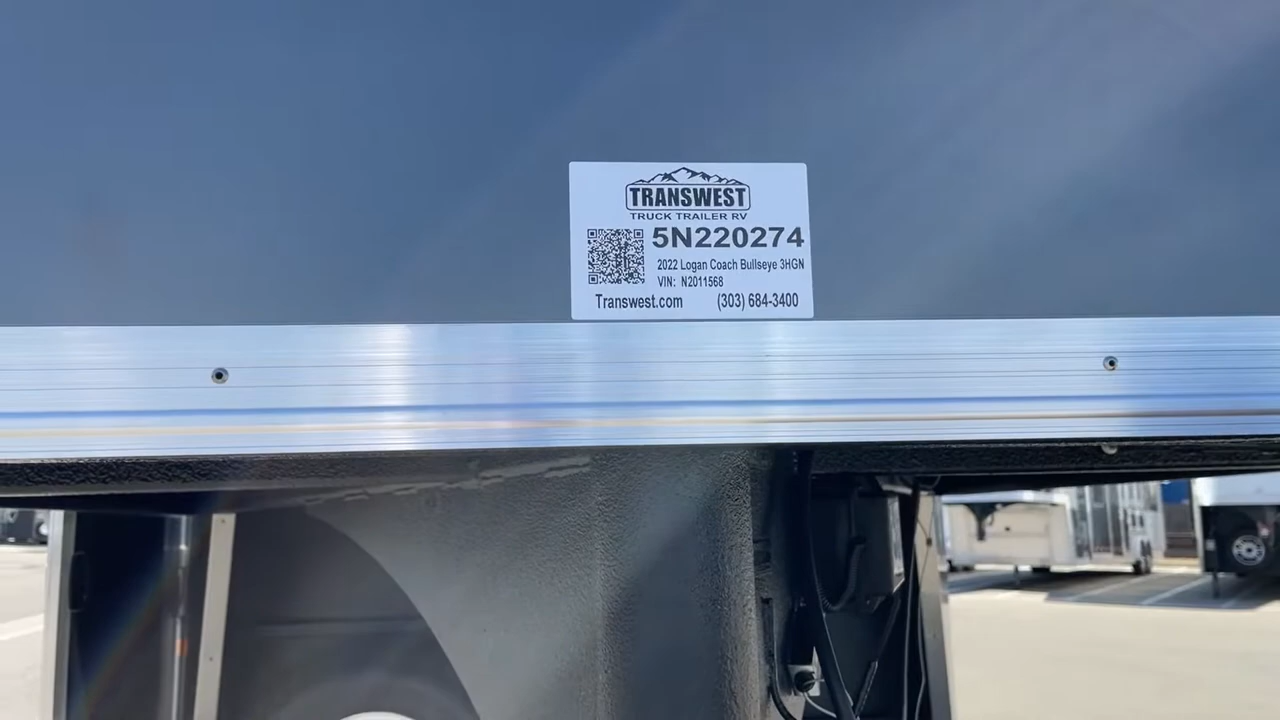 TRANSWEST
TRUCK TRAILER RV
5N220274
2022 Logan Coach Bullseye 3HGN
VIN: N2011568
Transwest.com (303) 684-3400